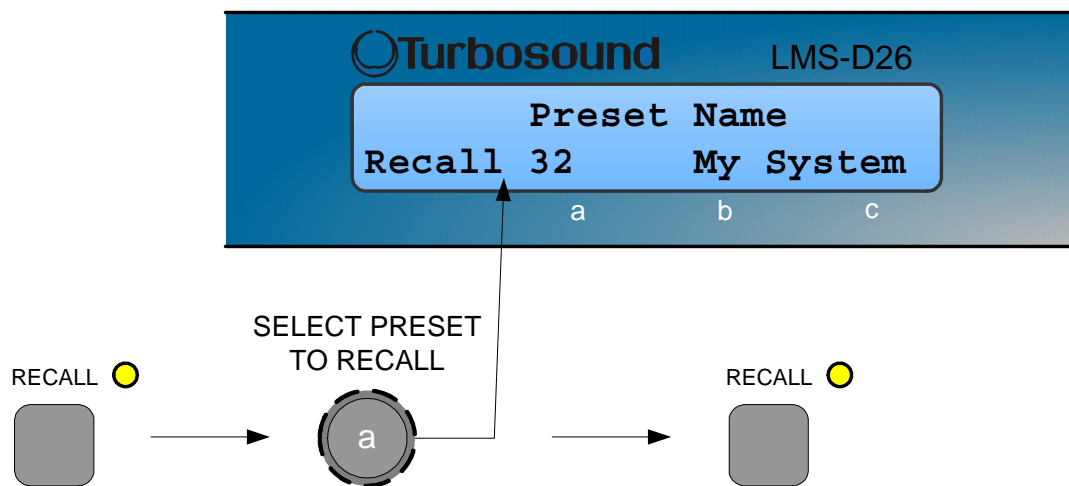 Turbosound LMS-D26
Preset Name
Recall 32 My System
a b c
SELECT PRESET
TO RECALL
RECALL
a
RECALL